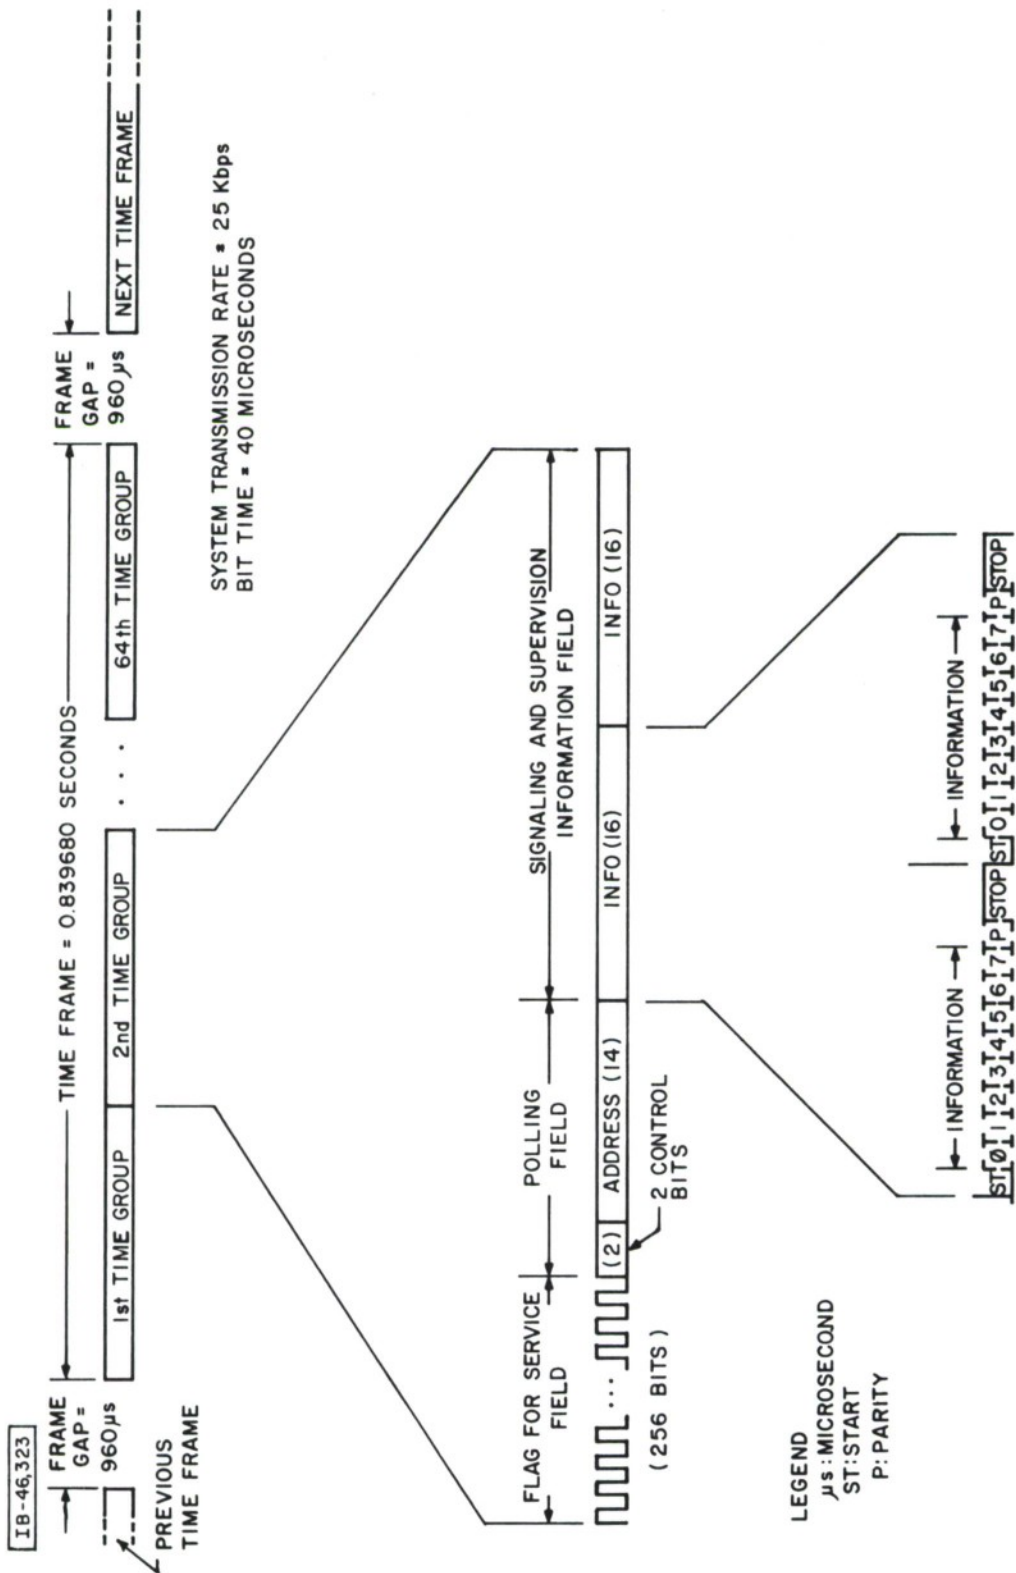 IB-46,323
TIME FRAME = 0.839680 SECONDS
FRAME
GAP =
960 µs
FRAME
GAP =
960 µs
1st TIME GROUP
2nd TIME GROUP
. . .
64th TIME GROUP
NEXT TIME FRAME
PREVIOUS
TIME FRAME
SYSTEM TRANSMISSION RATE = 25 Kbps
BIT TIME = 40 MICROSECONDS
FLAG FOR SERVICE
FIELD
POLLING
FIELD
SIGNALING AND SUPERVISION
INFORMATION FIELD
...
(2)
ADDRESS (14)
INFO (16)
INFO (16)
(256 BITS)
2 CONTROL
BITS
INFORMATION
INFORMATION
ST Ø 1 2 3 4 5 6 7 P STOP
ST 0 1 2 3 4 5 6 7 P STOP
LEGEND
µs : MICROSECOND
ST: START
P: PARITY